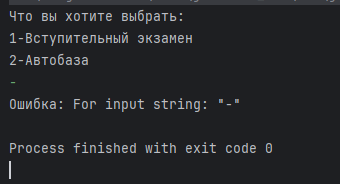 Что вы хотите выбрать:
1-Вступительный экзамен
2-Автобаза
-
Ошибка: For input string: "-"
Process finished with exit code 0